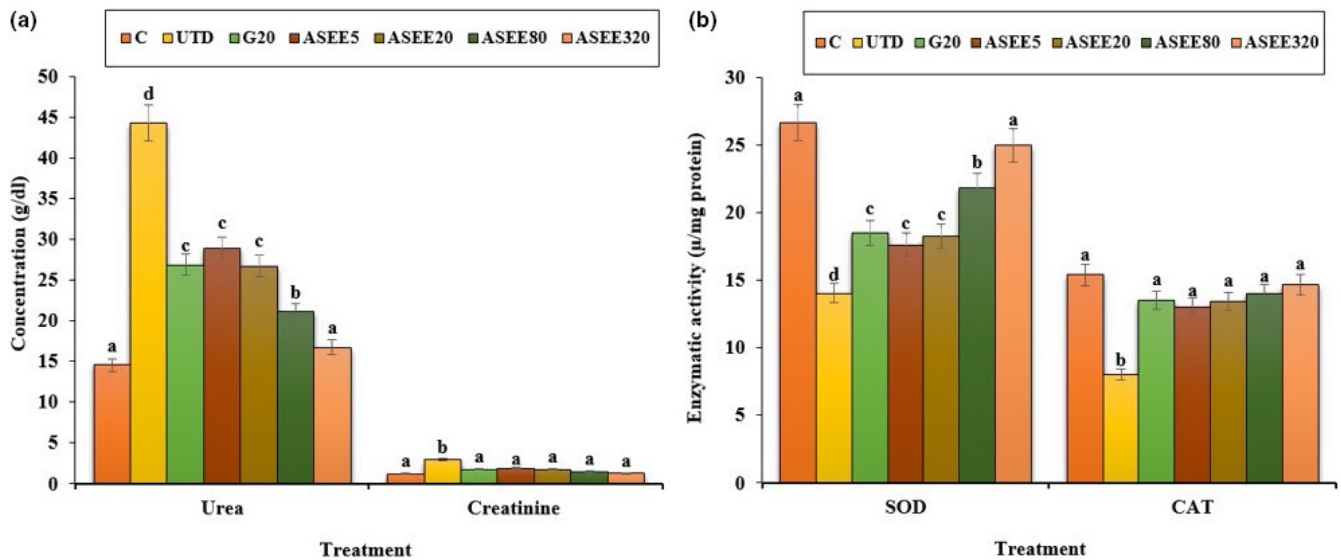 (a)
C UTD G20 ASEE5 ASEE20 ASEE80 ASEE320
Concentration (g/dl)
50
45
40
35
30
25
20
15
10
5
0
a d c c c b a
a b a a a a a
Urea Creatinine
Treatment
(b)
C UTD G20 ASEE5 ASEE20 ASEE80 ASEE320
Enzymatic activity (µ/mg protein)
30
25
20
15
10
5
0
a d c c c b a
a b a a a a a
SOD CAT
Treatment